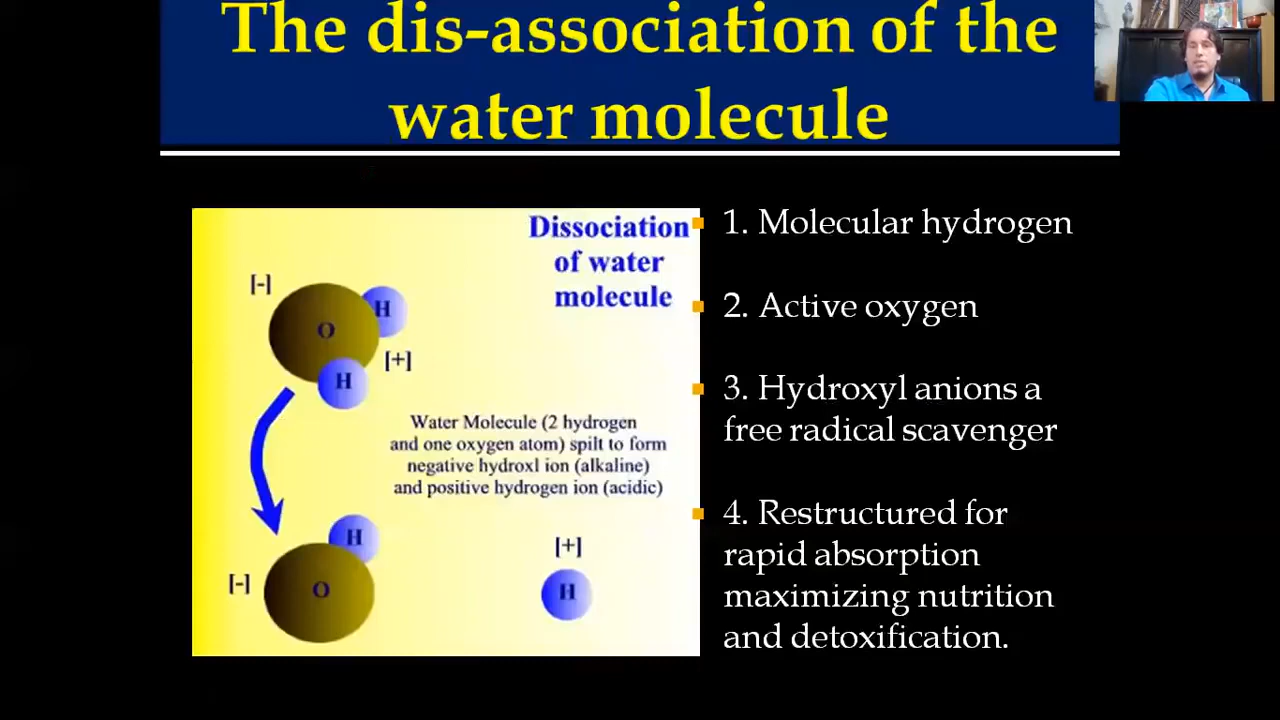 The dis-association of the
water molecule
Dissociation
of water
molecule
[-]
O
H
H
[+]
Water Molecule (2 hydrogen
and one oxygen atom) spilt to form
negative hydroxl ion (alkaline)
and positive hydrogen ion (acidic)
H
[-]
O
[+]
H
1. Molecular hydrogen
2. Active oxygen
3. Hydroxyl anions a
free radical scavenger
4. Restructured for
rapid absorption
maximizing nutrition
and detoxification.